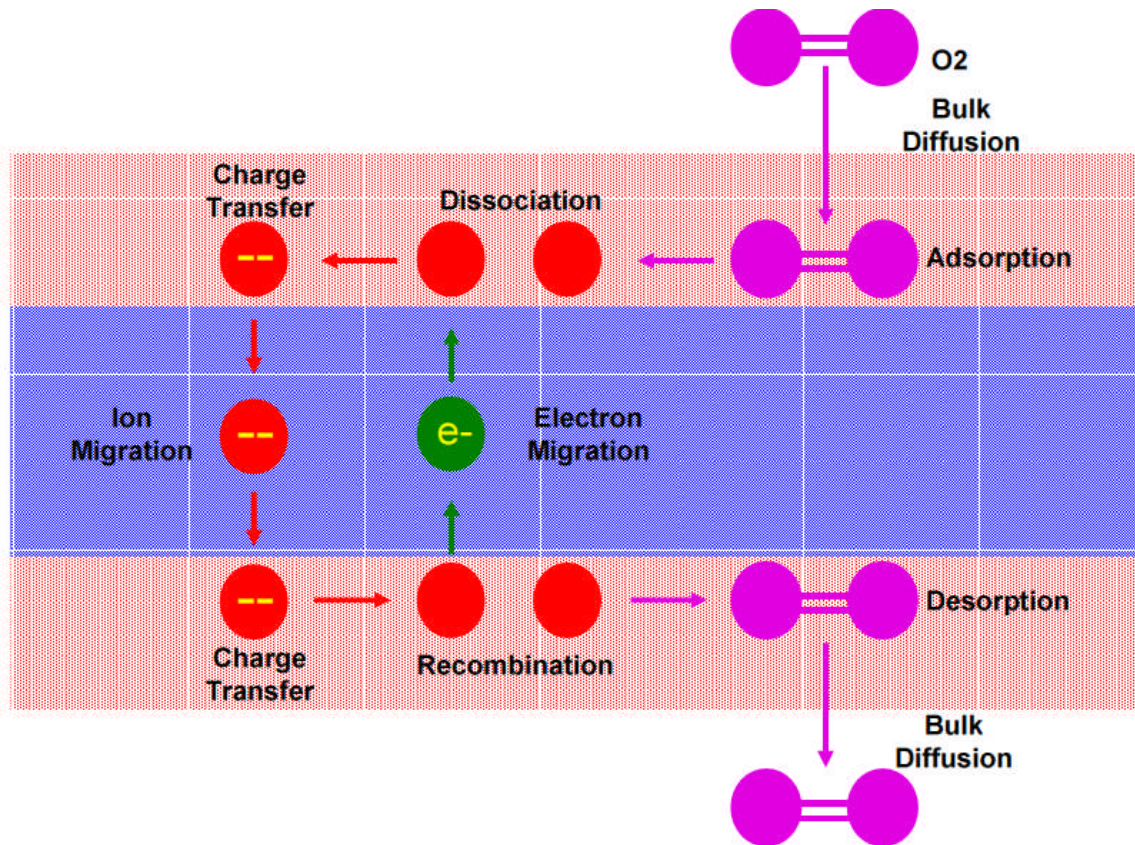 O2
Bulk
Diffusion
Charge
Transfer
Dissociation
--
Adsorption
Ion
Migration
--
e-
Electron
Migration
--
Desorption
Charge
Transfer
Recombination
Bulk
Diffusion